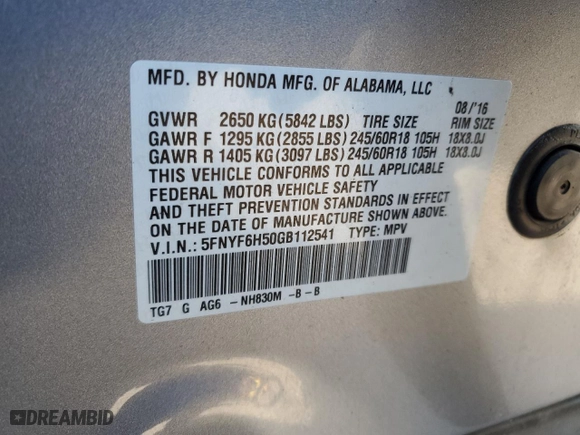 MFD. BY HONDA MFG. OF ALABAMA, LLC
08/'16
GVWR 2650 KG (5842 LBS) TIRE SIZE RIM SIZE
GAWR F 1295 KG (2855 LBS) 245/60R18 105H 18X8.0J
GAWR R 1405 KG (3097 LBS) 245/60R18 105H 18X8.0J
THIS VEHICLE CONFORMS TO ALL APPLICABLE
FEDERAL MOTOR VEHICLE SAFETY
AND THEFT PREVENTION STANDARDS IN EFFECT
ON THE DATE OF MANUFACTURE SHOWN ABOVE.
V.I.N.: 5FNYF6H50GB112541 TYPE: MPV
TG7 G AG6 -NH830M -B-B
DREAMBID